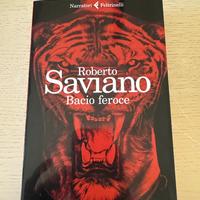 Narratori Feltrinelli
Roberto
Saviano
Bacio feroce